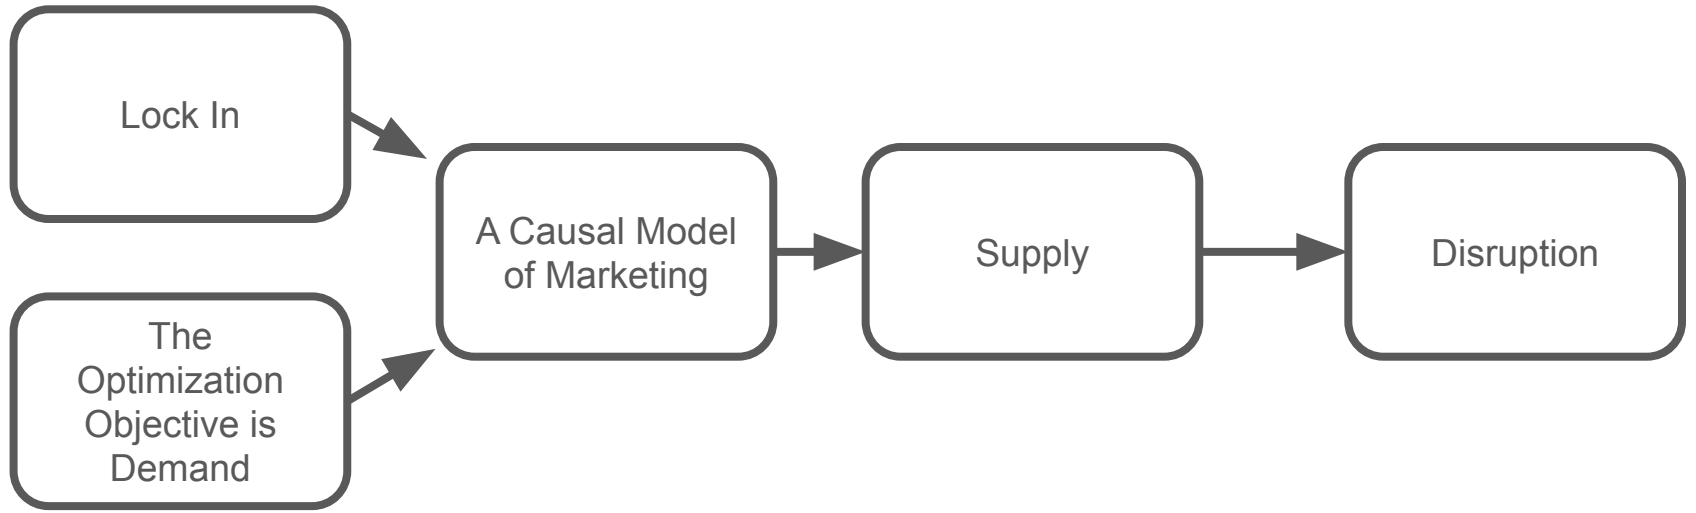 Lock In
The
Optimization
Objective is
Demand
A Causal Model
of Marketing
Supply
Disruption